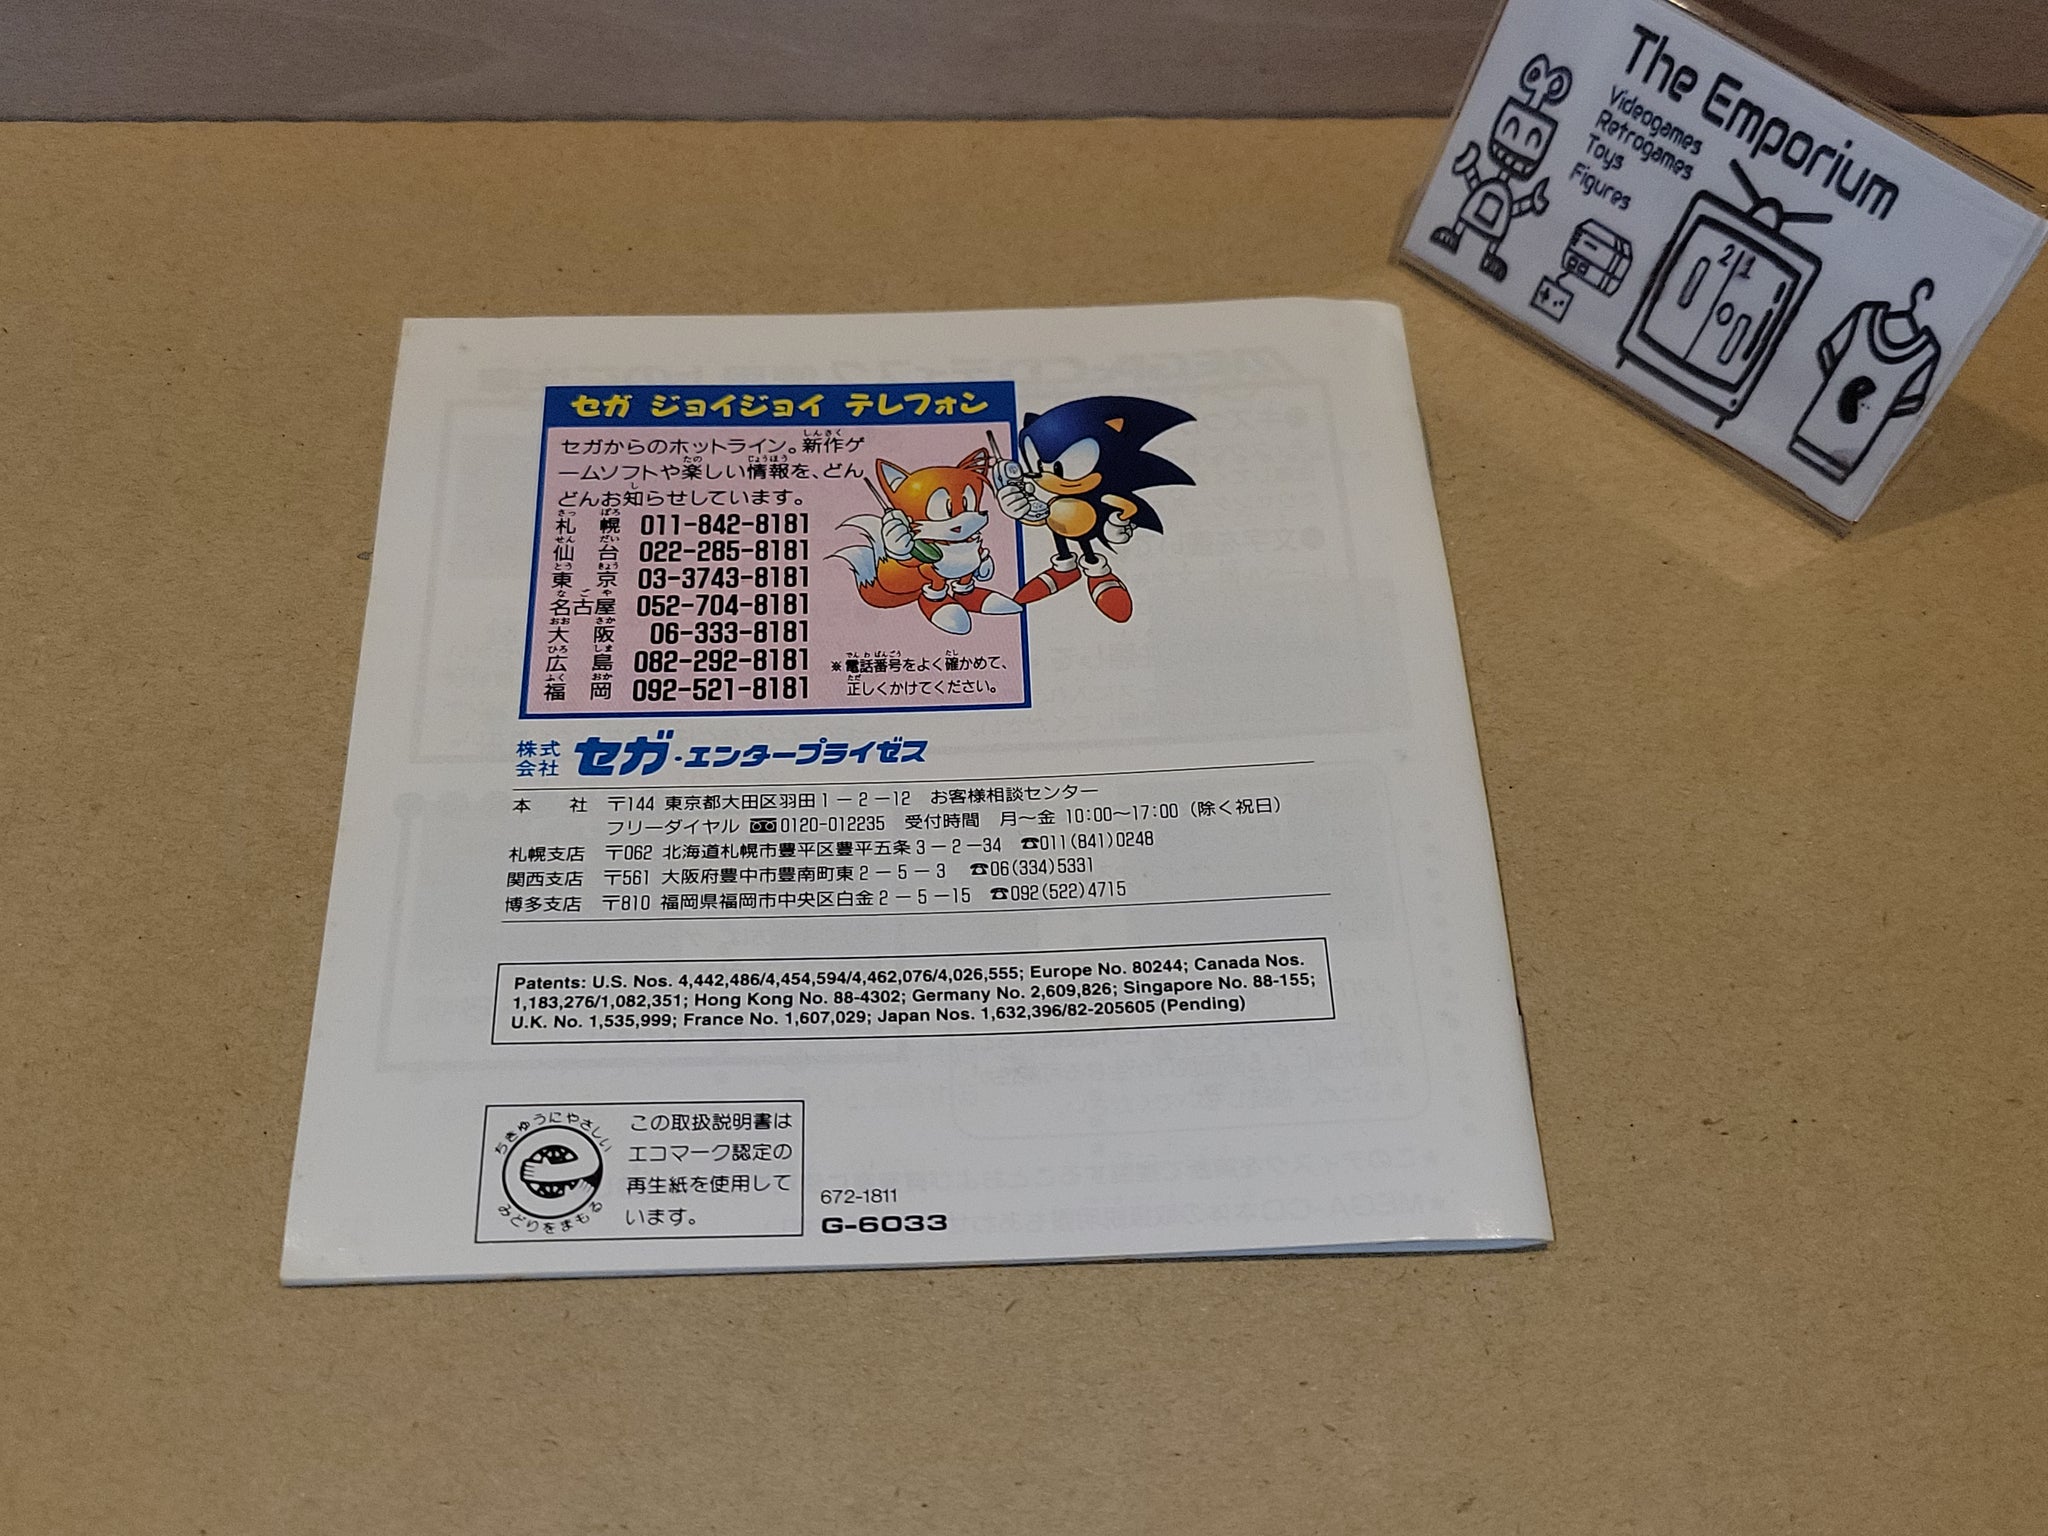 The Emporium
Videogames
Retrogames
Toys
Figures
2 1
セガ ジョイジョイ テレフォン
セガからのホットライン。新作ゲ
ームソフトや楽しい情報を、どん
どんお知らせしています。
札幌 011-842-8181
仙台 022-285-8181
東京 03-3743-8181
名古屋 052-704-8181
大阪 06-333-8181
広島 082-292-8181
福岡 092-521-8181
※電話番号をよく確かめて、
正しくかけてください。
株式会社 セガ・エンタープライゼス
本社 〒144 東京都大田区羽田1-2-12 お客様相談センター
フリーダイヤル 0120-012235 受付時間 月〜金 10:00〜17:00 (除く祝日)
札幌支店 〒062 北海道札幌市豊平区豊平五条3-2-34 ☎011(841)0248
関西支店 〒561 大阪府豊中市豊南町東2-5-3 ☎06(334)5331
博多支店 〒810 福岡県福岡市中央区白金2-5-15 ☎092(522)4715
Patents: U.S. Nos. 4,442,486/4,454,594/4,462,076/4,026,555; Europe No. 80244; Canada Nos.
1,183,276/1,082,351; Hong Kong No. 88-4302; Germany No. 2,609,826; Singapore No. 88-155;
U.K. No. 1,535,999; France No. 1,607,029; Japan Nos. 1,632,396/82-205605 (Pending)
ちきゅうにやさしい
みどりをまもる
この取扱説明書は
エコマーク認定の
再生紙を使用して
います。
672-1811
G-6033